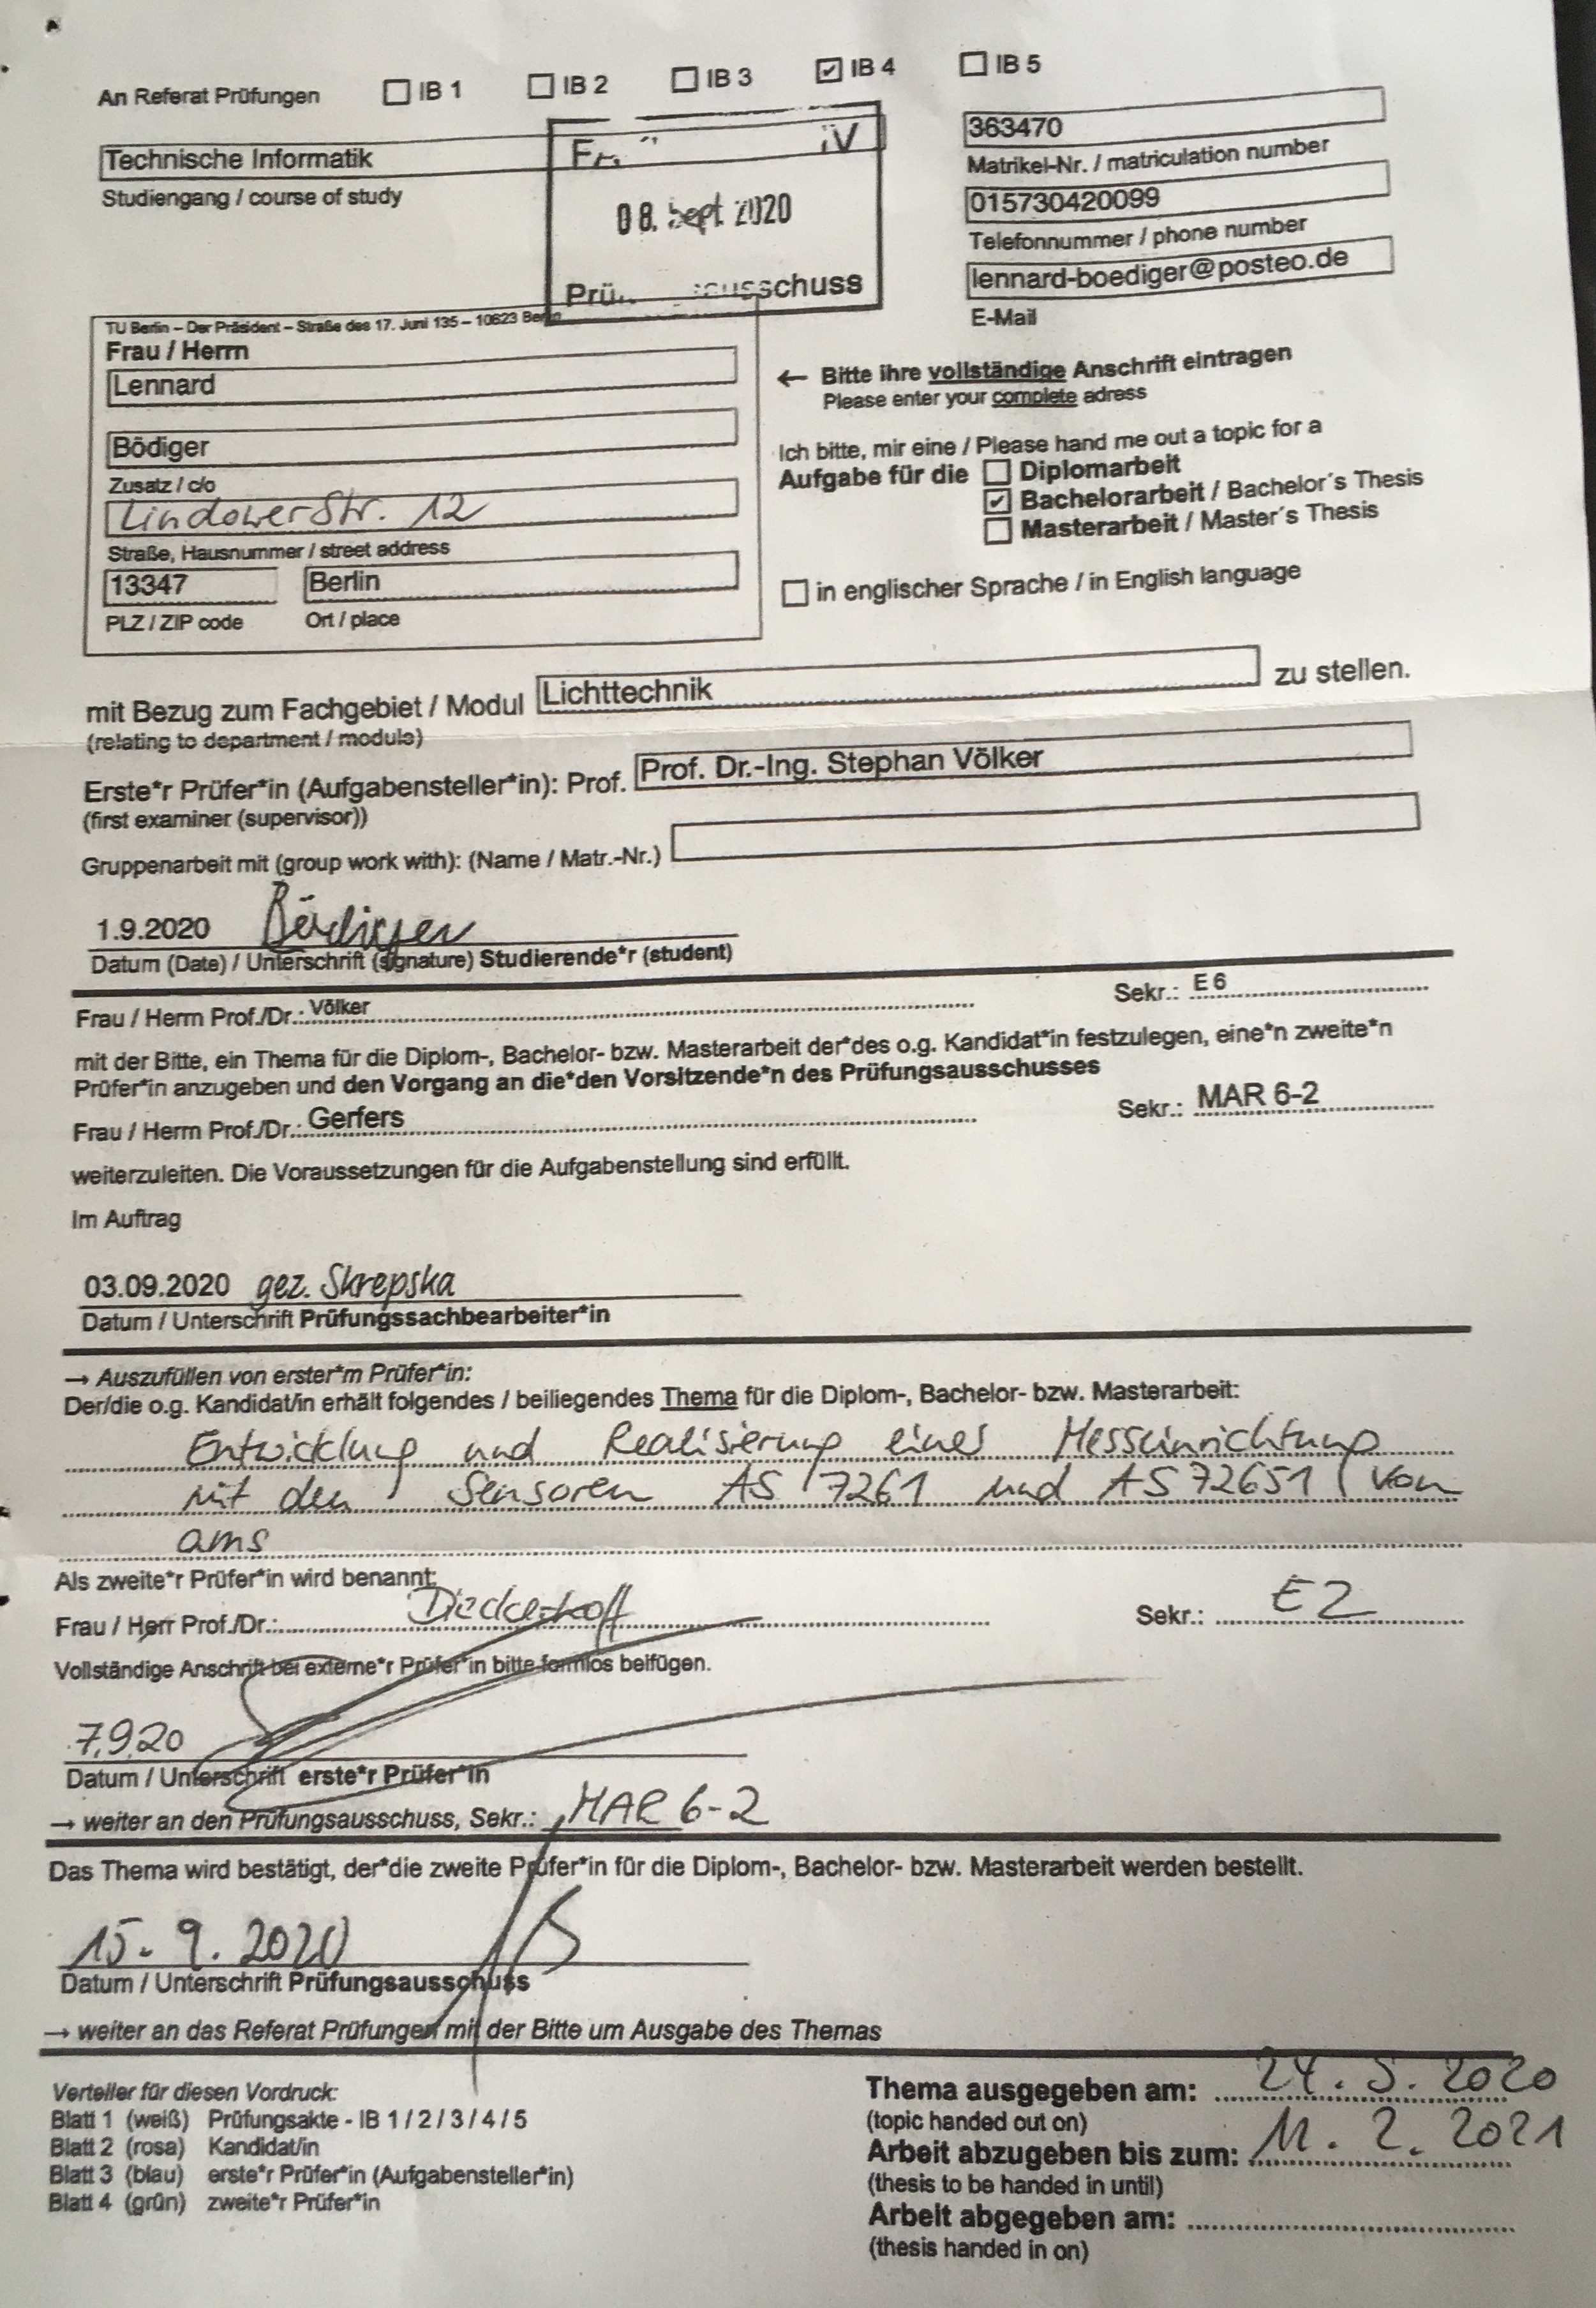 An Referat Prüfungen ☐ IB 1 ☐ IB 2 ☐ IB 3 ☑ IB 4 ☐ IB 5
Technische Informatik
Studiengang / course of study
08. Sept 2020
363470
Matrikel-Nr. / matriculation number
015730420099
Telefonnummer / phone number
lennard-boediger@posteo.de
E-Mail
TU Berlin – Der Präsident – Straße des 17. Juni 135 – 10623 Berlin
Frau / Herrn
Lennard
Bödiger
Zusatz / c/o
Lindower Str. 12
Straße, Hausnummer / street address
13347 Berlin
PLZ / ZIP code Ort / place
← Bitte ihre vollständige Anschrift eintragen
Please enter your complete adress
Ich bitte, mir eine / Please hand me out a topic for a
Aufgabe für die ☐ Diplomarbeit
☑ Bachelorarbeit / Bachelor´s Thesis
☐ Masterarbeit / Master´s Thesis
☐ in englischer Sprache / in English language
mit Bezug zum Fachgebiet / Modul Lichttechnik zu stellen.
(relating to department / module)
Erste*r Prüfer*in (Aufgabensteller*in): Prof. Prof. Dr.-Ing. Stephan Völker
(first examiner (supervisor))
Gruppenarbeit mit (group work with): (Name / Matr.-Nr.)
1.9.2020 Bödiger
Datum (Date) / Unterschrift (signature) Studierende*r (student)
Frau / Herrn Prof./Dr.: Völker Sekr.: E 6
mit der Bitte, ein Thema für die Diplom-, Bachelor- bzw. Masterarbeit der*des o.g. Kandidat*in festzulegen, eine*n zweite*n
Prüfer*in anzugeben und den Vorgang an die*den Vorsitzende*n des Prüfungsausschusses
Frau / Herrn Prof./Dr.: Gerfers Sekr.: MAR 6-2
weiterzuleiten. Die Voraussetzungen für die Aufgabenstellung sind erfüllt.
Im Auftrag
03.09.2020 gez. Skrepska
Datum / Unterschrift Prüfungssachbearbeiter*in
→ Auszufüllen von erster*m Prüfer*in:
Der/die o.g. Kandidat/in erhält folgendes / beiliegendes Thema für die Diplom-, Bachelor- bzw. Masterarbeit:
Entwicklung und Realisierung einer Messeinrichtung
mit den Sensoren AS 7261 und AS 72651 von
ams
Als zweite*r Prüfer*in wird benannt:
Frau / Herr Prof./Dr.: Dieckerhoff Sekr.: E2
Vollständige Anschrift bei externe*r Prüfer*in bitte formlos beifügen.
7.9.20
Datum / Unterschrift erste*r Prüfer*in
→ weiter an den Prüfungsausschuss, Sekr.: MAR 6-2
Das Thema wird bestätigt, der*die zweite Prüfer*in für die Diplom-, Bachelor- bzw. Masterarbeit werden bestellt.
15. 9. 2020
Datum / Unterschrift Prüfungsausschuss
→ weiter an das Referat Prüfungen mit der Bitte um Ausgabe des Themas
Verteiler für diesen Vordruck:
Blatt 1 (weiß) Prüfungsakte - IB 1 / 2 / 3 / 4 / 5
Blatt 2 (rosa) Kandidat/in
Blatt 3 (blau) erste*r Prüfer*in (Aufgabensteller*in)
Blatt 4 (grün) zweite*r Prüfer*in
Thema ausgegeben am: 24. 9. 2020
(topic handed out on)
Arbeit abzugeben bis zum: 11. 2. 2021
(thesis to be handed in until)
Arbeit abgegeben am:
(thesis handed in on)